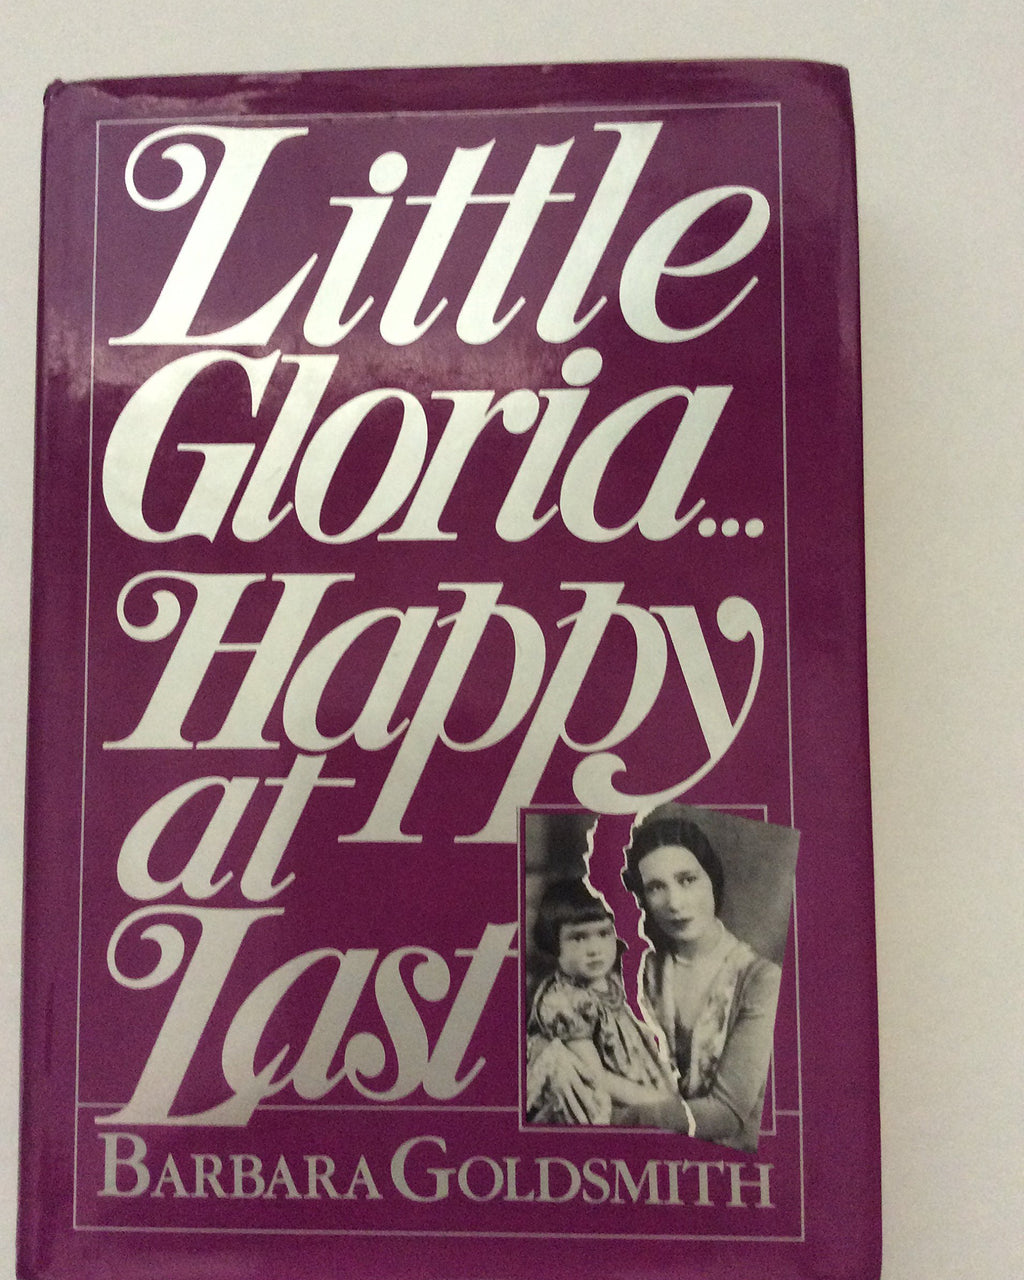 Little
Gloria...
Happy
at
Last
BARBARA GOLDSMITH